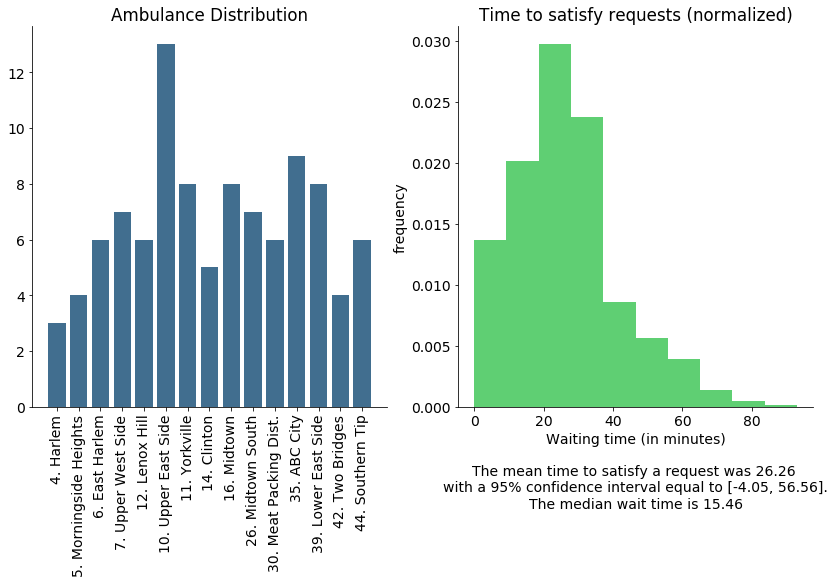 Ambulance Distribution
12
10
8
6
4
2
0
4. Harlem
5. Morningside Heights
6. East Harlem
7. Upper West Side
12. Lenox Hill
10. Upper East Side
11. Yorkville
14. Clinton
16. Midtown
26. Midtown South
30. Meat Packing Dist.
35. ABC City
39. Lower East Side
42. Two Bridges
44. Southern Tip
Time to satisfy requests (normalized)
frequency
0.030
0.025
0.020
0.015
0.010
0.005
0.000
0 20 40 60 80
Waiting time (in minutes)
The mean time to satisfy a request was 26.26
with a 95% confidence interval equal to [-4.05, 56.56].
The median wait time is 15.46